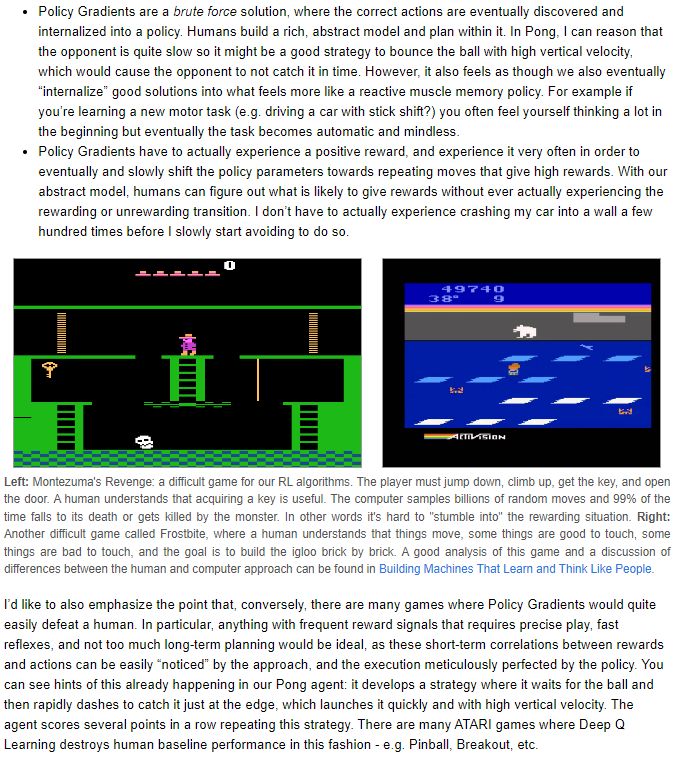 • Policy Gradients are a brute force solution, where the correct actions are eventually discovered and
internalized into a policy. Humans build a rich, abstract model and plan within it. In Pong, I can reason that
the opponent is quite slow so it might be a good strategy to bounce the ball with high vertical velocity,
which would cause the opponent to not catch it in time. However, it also feels as though we also eventually
“internalize” good solutions into what feels more like a reactive muscle memory policy. For example if
you’re learning a new motor task (e.g. driving a car with stick shift?) you often feel yourself thinking a lot in
the beginning but eventually the task becomes automatic and mindless.
• Policy Gradients have to actually experience a positive reward, and experience it very often in order to
eventually and slowly shift the policy parameters towards repeating moves that give high rewards. With our
abstract model, humans can figure out what is likely to give rewards without ever actually experiencing the
rewarding or unrewarding transition. I don’t have to actually experience crashing my car into a wall a few
hundred times before I slowly start avoiding to do so.
0
49740
38° 9
ACTIVISION
Left: Montezuma's Revenge: a difficult game for our RL algorithms. The player must jump down, climb up, get the key, and open
the door. A human understands that acquiring a key is useful. The computer samples billions of random moves and 99% of the
time falls to its death or gets killed by the monster. In other words it's hard to "stumble into" the rewarding situation. Right:
Another difficult game called Frostbite, where a human understands that things move, some things are good to touch, some
things are bad to touch, and the goal is to build the igloo brick by brick. A good analysis of this game and a discussion of
differences between the human and computer approach can be found in Building Machines That Learn and Think Like People.
I’d like to also emphasize the point that, conversely, there are many games where Policy Gradients would quite
easily defeat a human. In particular, anything with frequent reward signals that requires precise play, fast
reflexes, and not too much long-term planning would be ideal, as these short-term correlations between rewards
and actions can be easily “noticed” by the approach, and the execution meticulously perfected by the policy. You
can see hints of this already happening in our Pong agent: it develops a strategy where it waits for the ball and
then rapidly dashes to catch it just at the edge, which launches it quickly and with high vertical velocity. The
agent scores several points in a row repeating this strategy. There are many ATARI games where Deep Q
Learning destroys human baseline performance in this fashion - e.g. Pinball, Breakout, etc.